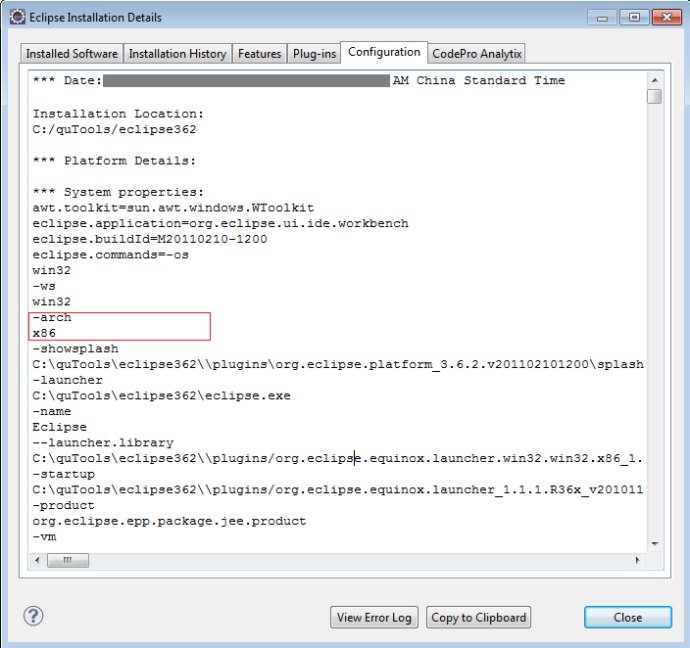 Eclipse Installation Details
Installed Software Installation History Features Plug-ins Configuration CodePro Analytix
*** Date: AM China Standard Time
Installation Location:
C:/quTools/eclipse362
*** Platform Details:
*** System properties:
awt.toolkit=sun.awt.windows.WToolkit
eclipse.application=org.eclipse.ui.ide.workbench
eclipse.buildId=M20110210-1200
eclipse.commands=-os
win32
-ws
win32
-arch
x86
-showsplash
C:\quTools\eclipse362\\plugins\org.eclipse.platform_3.6.2.v201102101200\splash
-launcher
C:\quTools\eclipse362\eclipse.exe
-name
Eclipse
--launcher.library
C:\quTools\eclipse362\\plugins/org.eclipse.equinox.launcher.win32.win32.x86_1.
-startup
C:\quTools\eclipse362\\plugins/org.eclipse.equinox.launcher_1.1.1.R36x_v201011
-product
org.eclipse.epp.package.jee.product
-vm
? View Error Log Copy to Clipboard Close